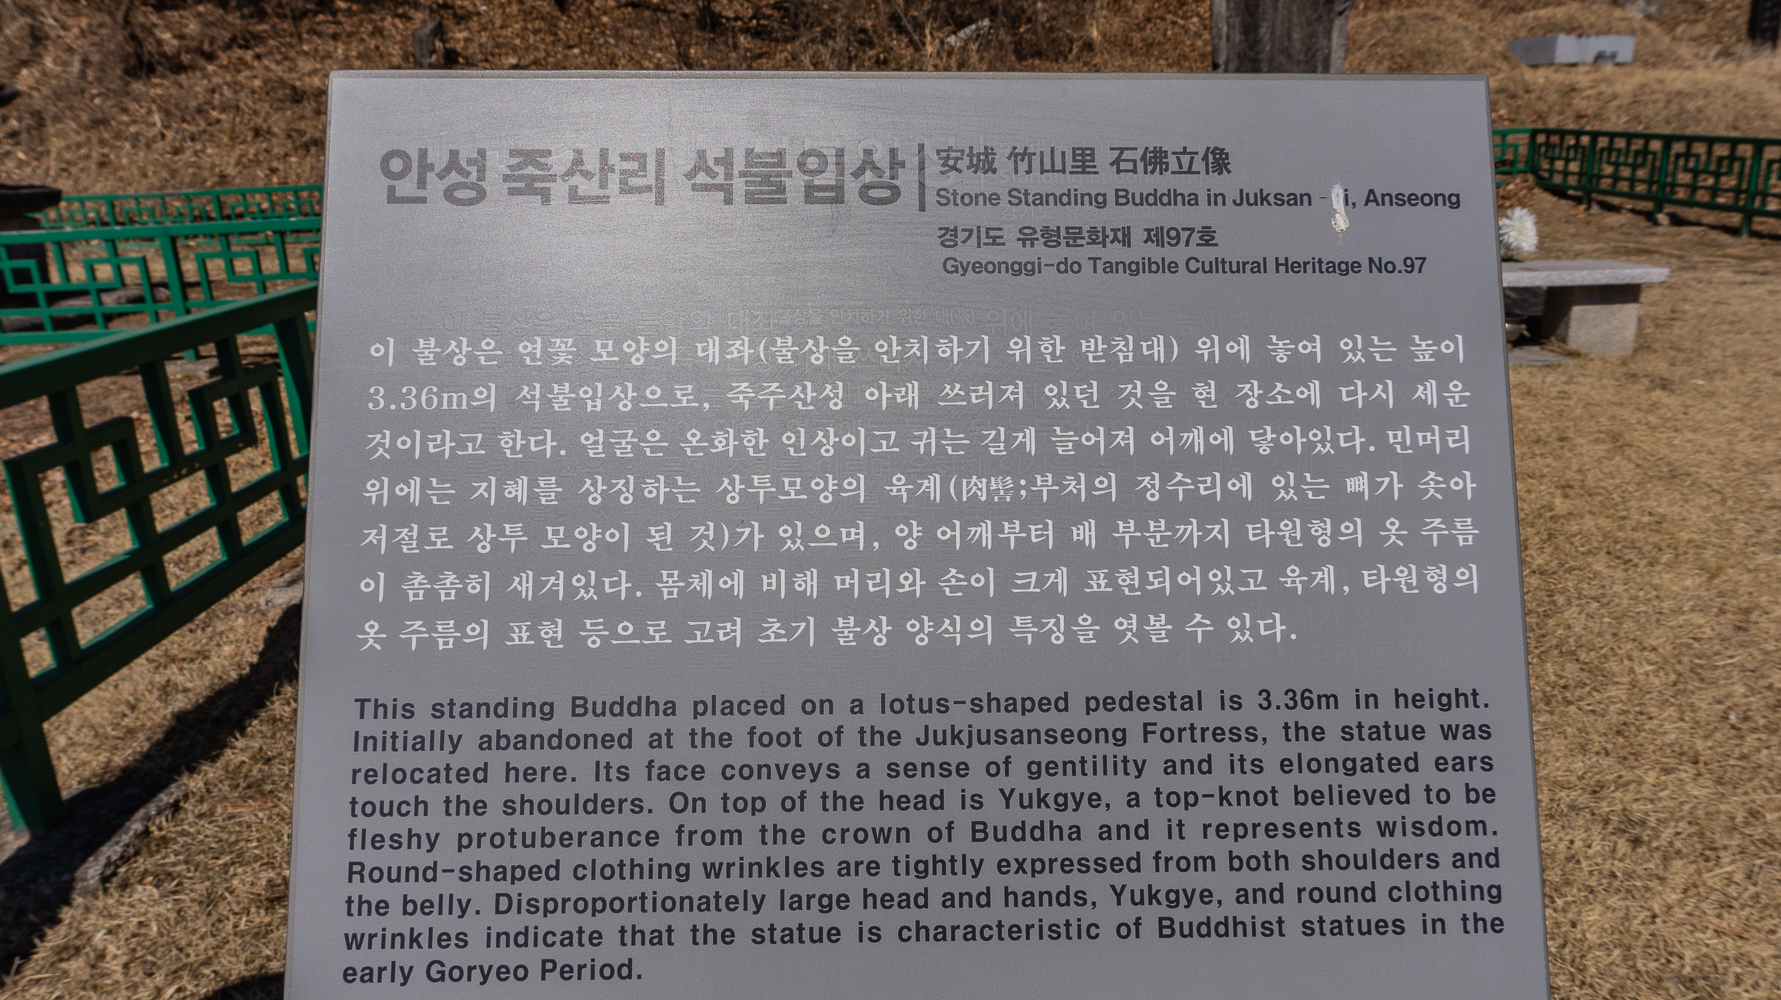 안성 죽산리 석불입상
安城 竹山里 石佛立像
Stone Standing Buddha in Juksan - i, Anseong
경기도 유형문화재 제97호
Gyeonggi-do Tangible Cultural Heritage No.97
이 불상은 연꽃 모양의 대좌(불상을 안치하기 위한 받침대) 위에 놓여 있는 높이
3.36m의 석불입상으로, 죽주산성 아래 쓰러져 있던 것을 현 장소에 다시 세운
것이라고 한다. 얼굴은 온화한 인상이고 귀는 길게 늘어져 어깨에 닿아있다. 민머리
위에는 지혜를 상징하는 상투모양의 육계(肉髻;부처의 정수리에 있는 뼈가 솟아
저절로 상투 모양이 된 것)가 있으며, 양 어깨부터 배 부분까지 타원형의 옷 주름
이 촘촘히 새겨있다. 몸체에 비해 머리와 손이 크게 표현되어있고 육계, 타원형의
옷 주름의 표현 등으로 고려 초기 불상 양식의 특징을 엿볼 수 있다.
This standing Buddha placed on a lotus-shaped pedestal is 3.36m in height.
Initially abandoned at the foot of the Jukjusanseong Fortress, the statue was
relocated here. Its face conveys a sense of gentility and its elongated ears
touch the shoulders. On top of the head is Yukgye, a top-knot believed to be
fleshy protuberance from the crown of Buddha and it represents wisdom.
Round-shaped clothing wrinkles are tightly expressed from both shoulders and
the belly. Disproportionately large head and hands, Yukgye, and round clothing
wrinkles indicate that the statue is characteristic of Buddhist statues in the
early Goryeo Period.